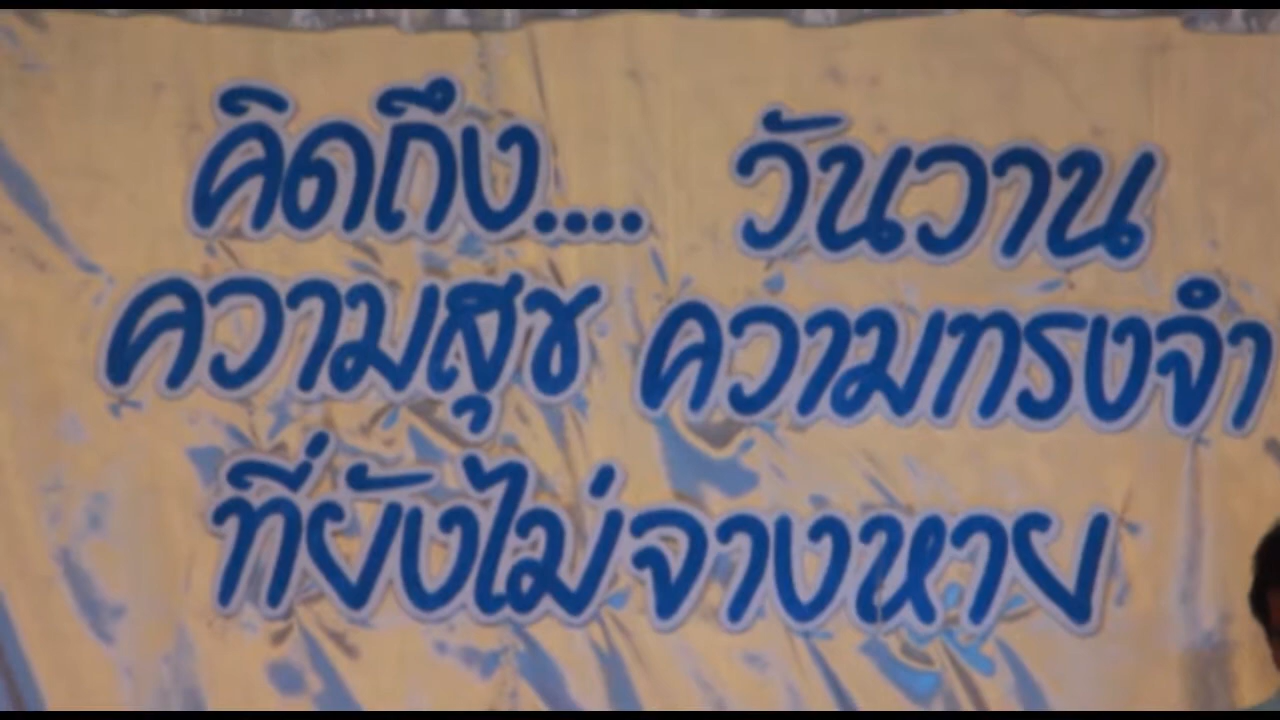 คิดถึง.... วันวาน
ความสุข ความทรงจำ
ที่ยังไม่จางหาย